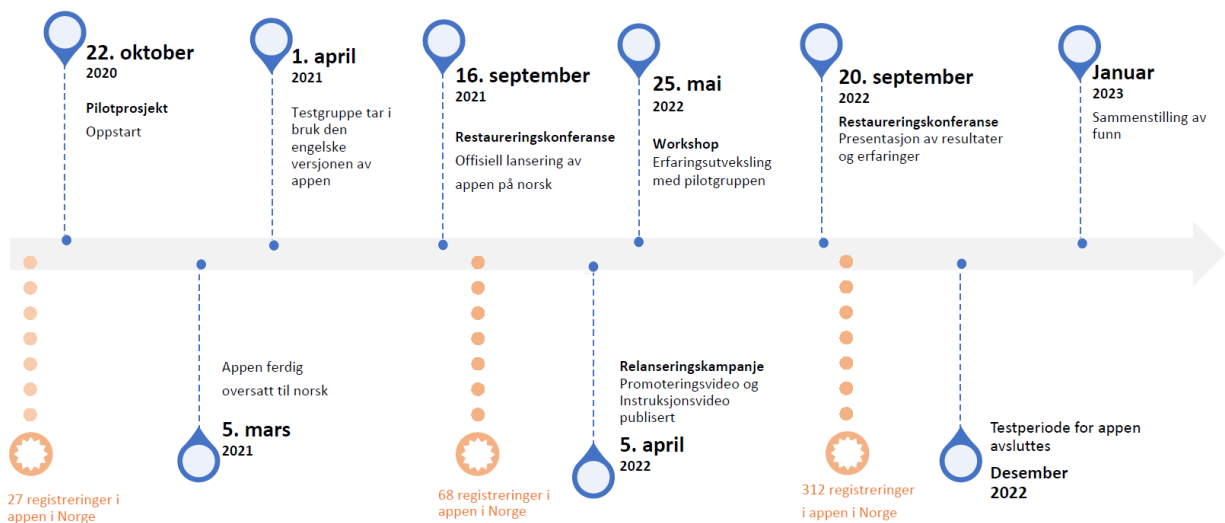 22. oktober
2020
Pilotprosjekt
Oppstart
1. april
2021
Testgruppe tar i
bruk den
engelske
versjonen av
appen
16. september
2021
Restaureringskonferanse
Offisiell lansering av
appen på norsk
25. mai
2022
Workshop
Erfaringsutveksling
med pilotgruppen
20. september
2022
Restaureringskonferanse
Presentasjon av resultater
og erfaringer
Januar
2023
Sammenstilling av
funn
27 registreringer i
appen i Norge
Appen ferdig
oversatt til norsk
5. mars
2021
68 registreringer i
appen i Norge
Relanseringskampanje
Promoteringsvideo og
Instruksjonsvideo
publisert
5. april
2022
312 registreringer
i appen i Norge
Testperiode for appen
avsluttes
Desember
2022